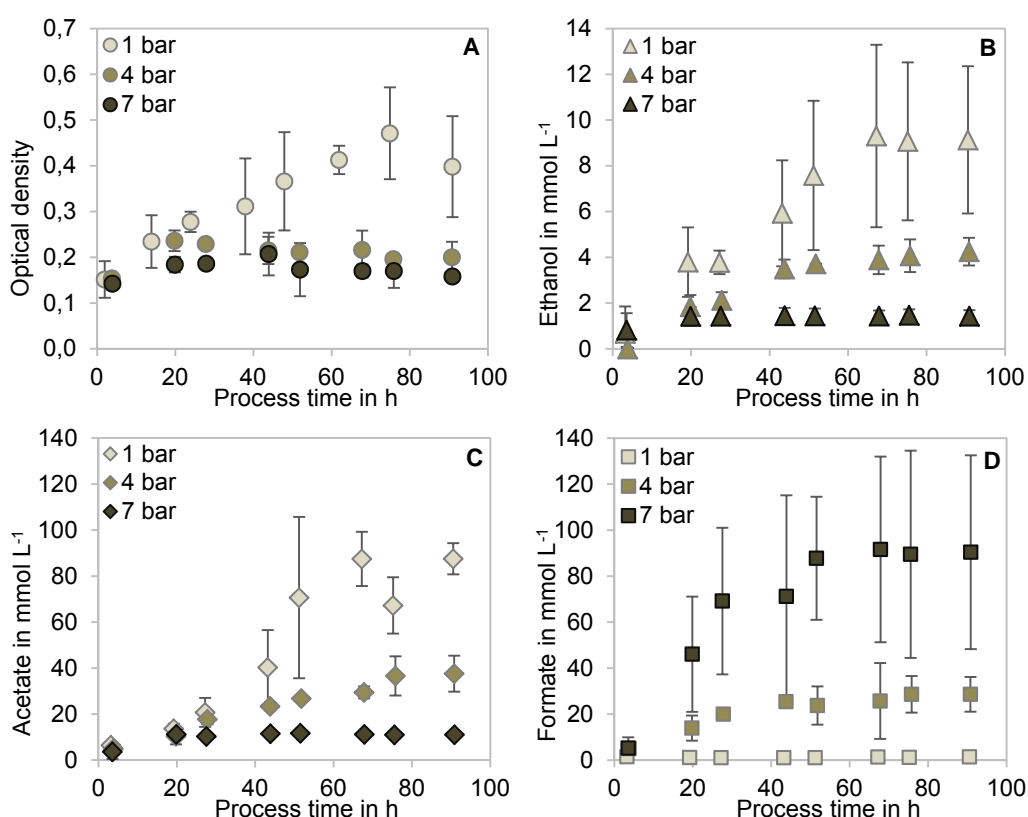 A
1 bar
4 bar
7 bar
Optical density
0,7
0,6
0,5
0,4
0,3
0,2
0,1
0,0
0 20 40 60 80 100
Process time in h
B
1 bar
4 bar
7 bar
Ethanol in mmol L⁻¹
14
12
10
8
6
4
2
0
0 20 40 60 80 100
Process time in h
C
1 bar
4 bar
7 bar
Acetate in mmol L⁻¹
140
120
100
80
60
40
20
0
0 20 40 60 80 100
Process time in h
D
1 bar
4 bar
7 bar
Formate in mmol L⁻¹
140
120
100
80
60
40
20
0
0 20 40 60 80 100
Process time in h